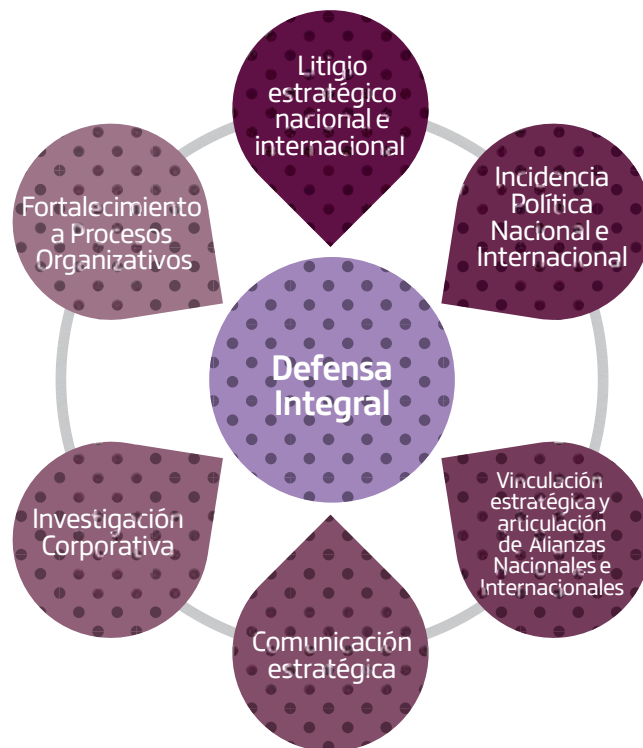 Litigio
estratégico
nacional e
internacional
Incidencia
Política
Nacional e
Internacional
Vinculación
estratégica y
articulación
de Alianzas
Nacionales e
Internacionales
Comunicación
estratégica
Investigación
Corporativa
Fortalecimiento
a Procesos
Organizativos
Defensa
Integral